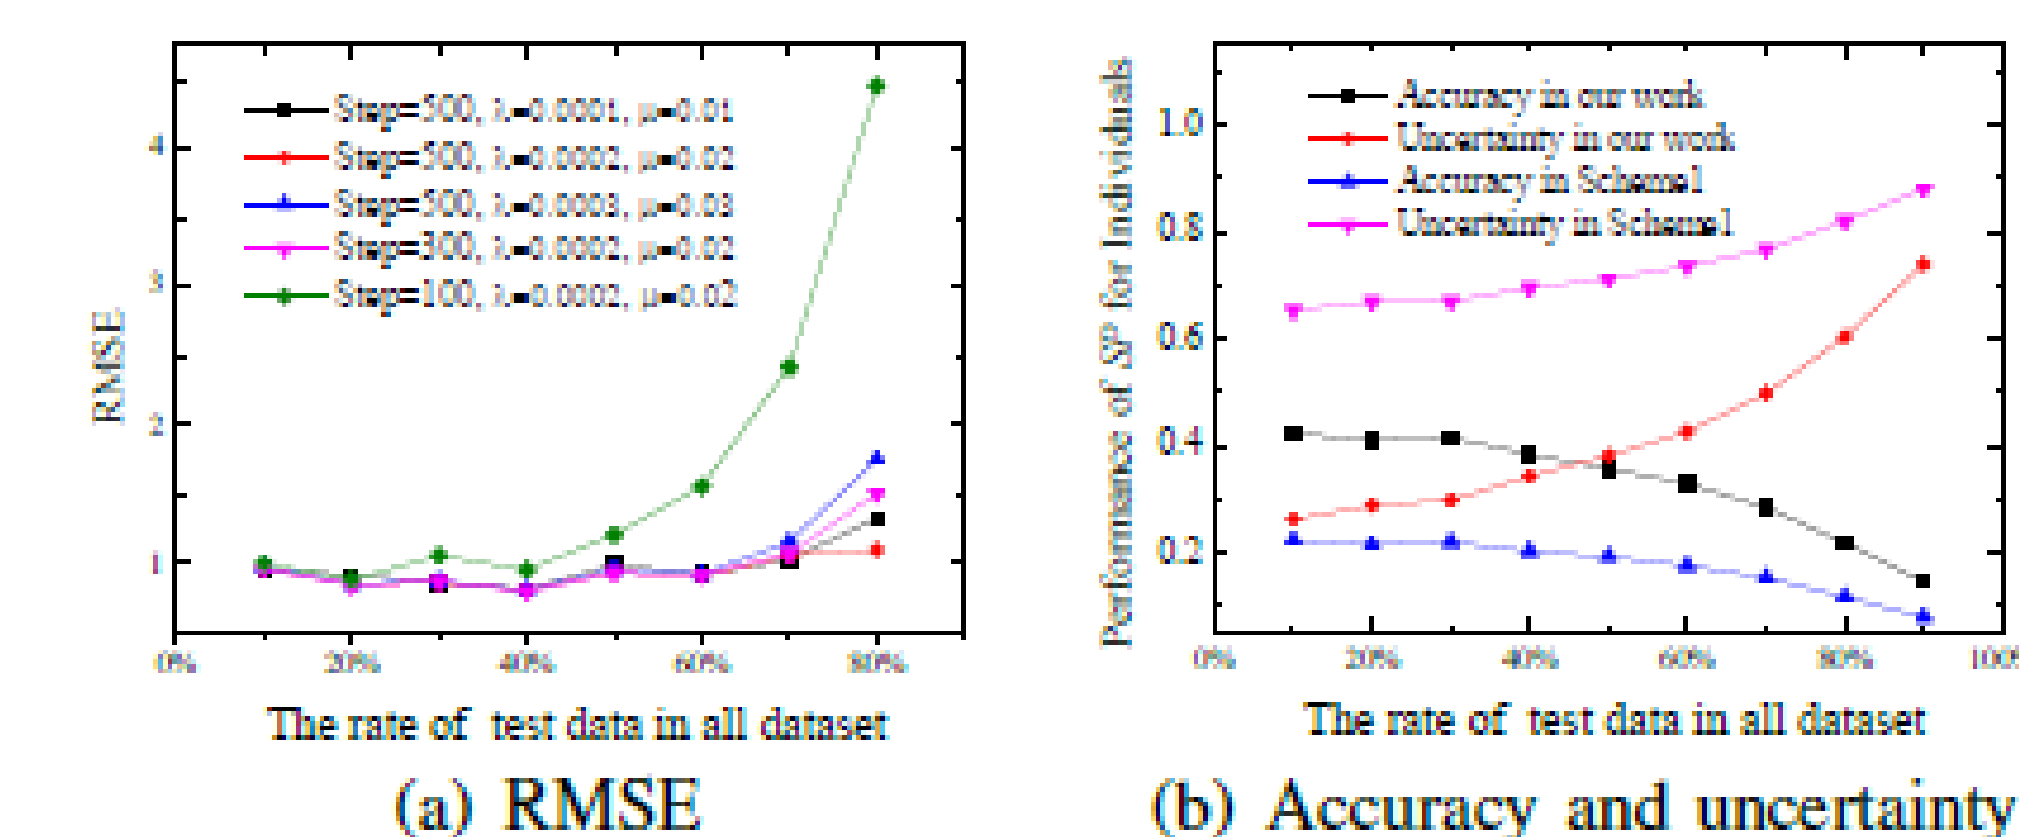 Step=500, λ=0.0001, μ=0.01
Step=500, λ=0.0002, μ=0.02
Step=500, λ=0.0003, μ=0.03
Step=300, λ=0.0002, μ=0.02
Step=100, λ=0.0002, μ=0.02
4
3
2
1
RMSE
0%
20%
40%
60%
80%
The rate of test data in all dataset
(a) RMSE
Accuracy in our work
Uncertainty in our work
Accuracy in Scheme1
Uncertainty in Scheme1
1.0
0.8
0.6
0.4
0.2
Performance of SP for Individuals
0%
20%
40%
60%
80%
100%
The rate of test data in all dataset
(b) Accuracy and uncertainty